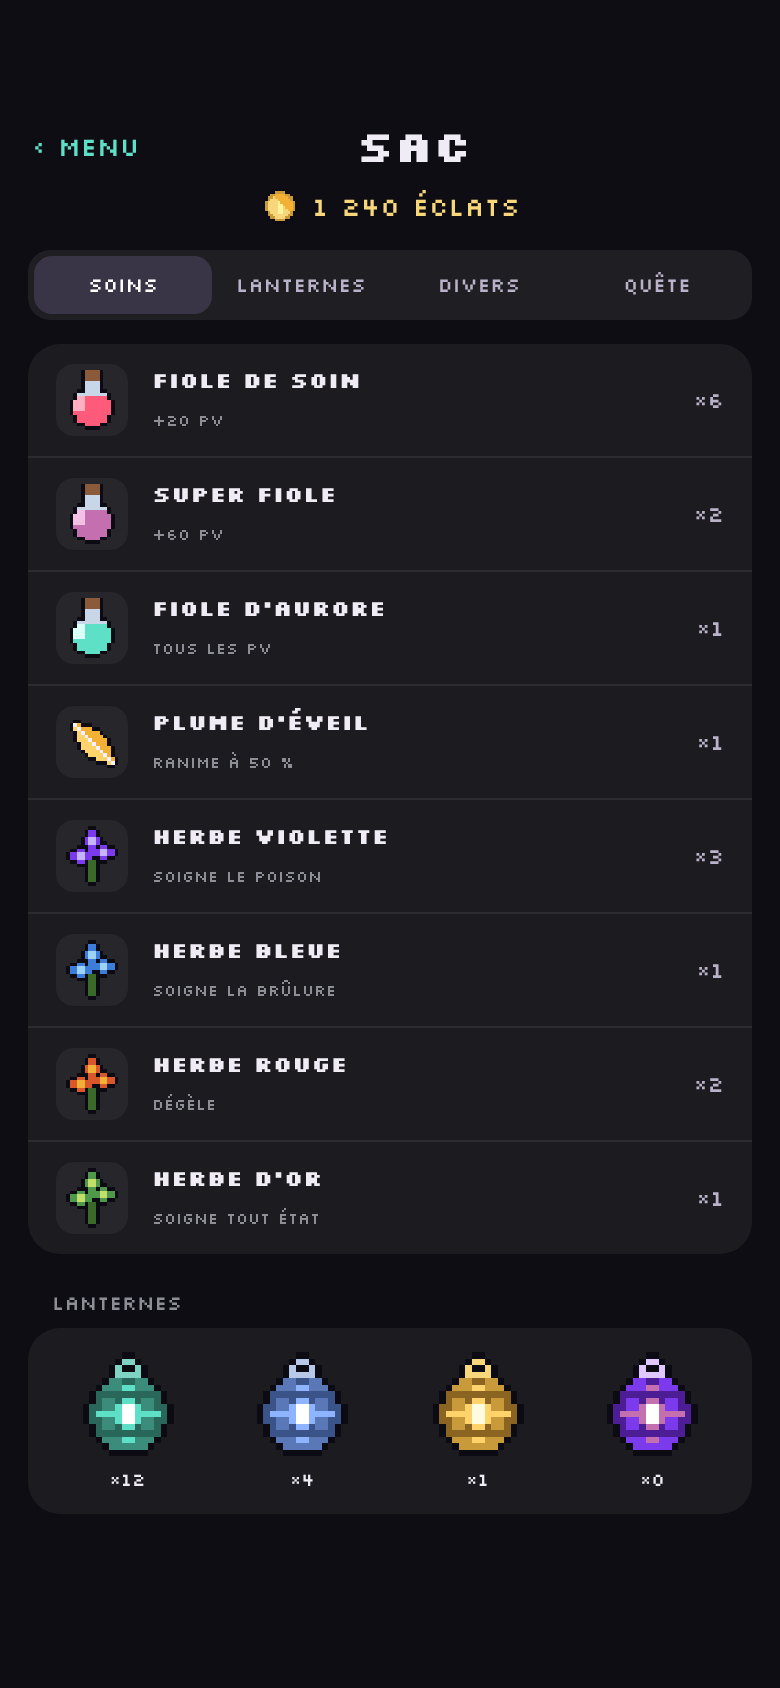 ‹ MENU
SAC
1 240 ÉCLATS
SOINS
LANTERNES
DIVERS
QUÊTE
FIOLE DE SOIN
+20 PV
×6
SUPER FIOLE
+60 PV
×2
FIOLE D'AURORE
TOUS LES PV
×1
PLUME D'ÉVEIL
RANIME À 50 %
×1
HERBE VIOLETTE
SOIGNE LE POISON
×3
HERBE BLEUE
SOIGNE LA BRÛLURE
×1
HERBE ROUGE
DÉGÈLE
×2
HERBE D'OR
SOIGNE TOUT ÉTAT
×1
LANTERNES
×12
×4
×1
×0